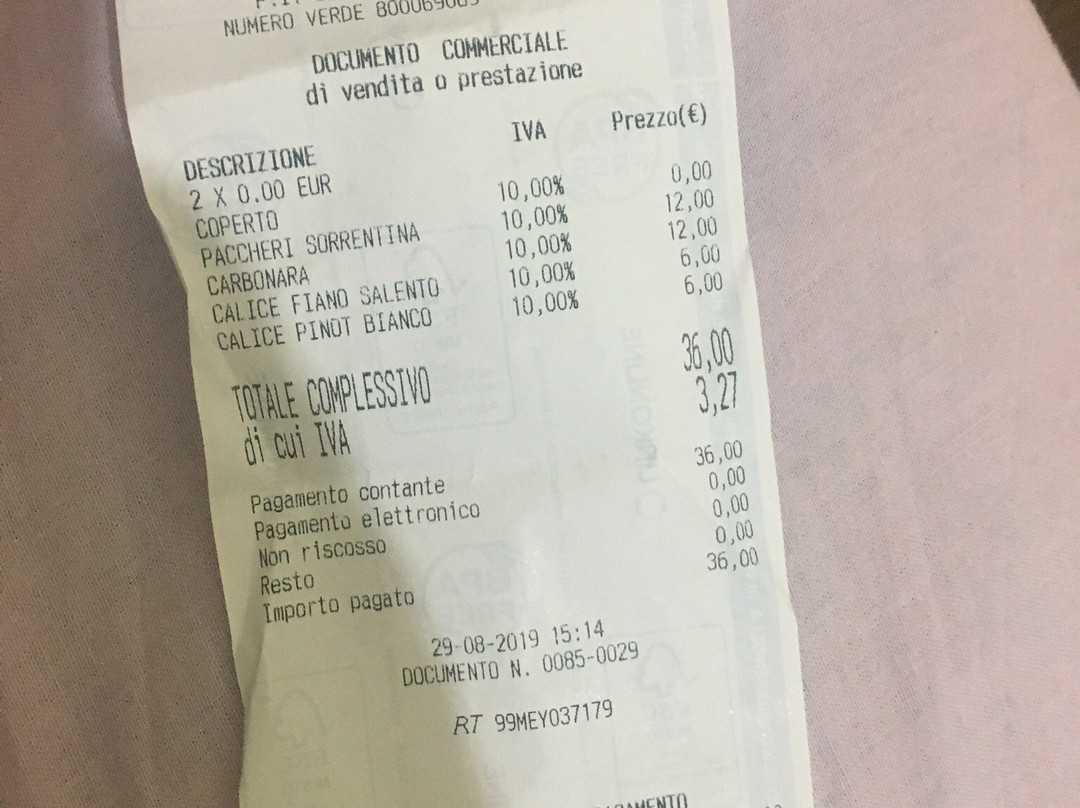 NUMERO VERDE
DOCUMENTO COMMERCIALE
di vendita o prestazione
DESCRIZIONE IVA Prezzo(€)
2 X 0.00 EUR
COPERTO 10,00% 0,00
PACCHERI SORRENTINA 10,00% 12,00
CARBONARA 10,00% 12,00
CALICE FIANO SALENTO 10,00% 6,00
CALICE PINOT BIANCO 10,00% 6,00
TOTALE COMPLESSIVO 36,00
di cui IVA 3,27
Pagamento contante 36,00
Pagamento elettronico 0,00
Non riscosso 0,00
Resto 0,00
Importo pagato 36,00
29-08-2019 15:14
DOCUMENTO N. 0085-0029
RT 99MEY037179